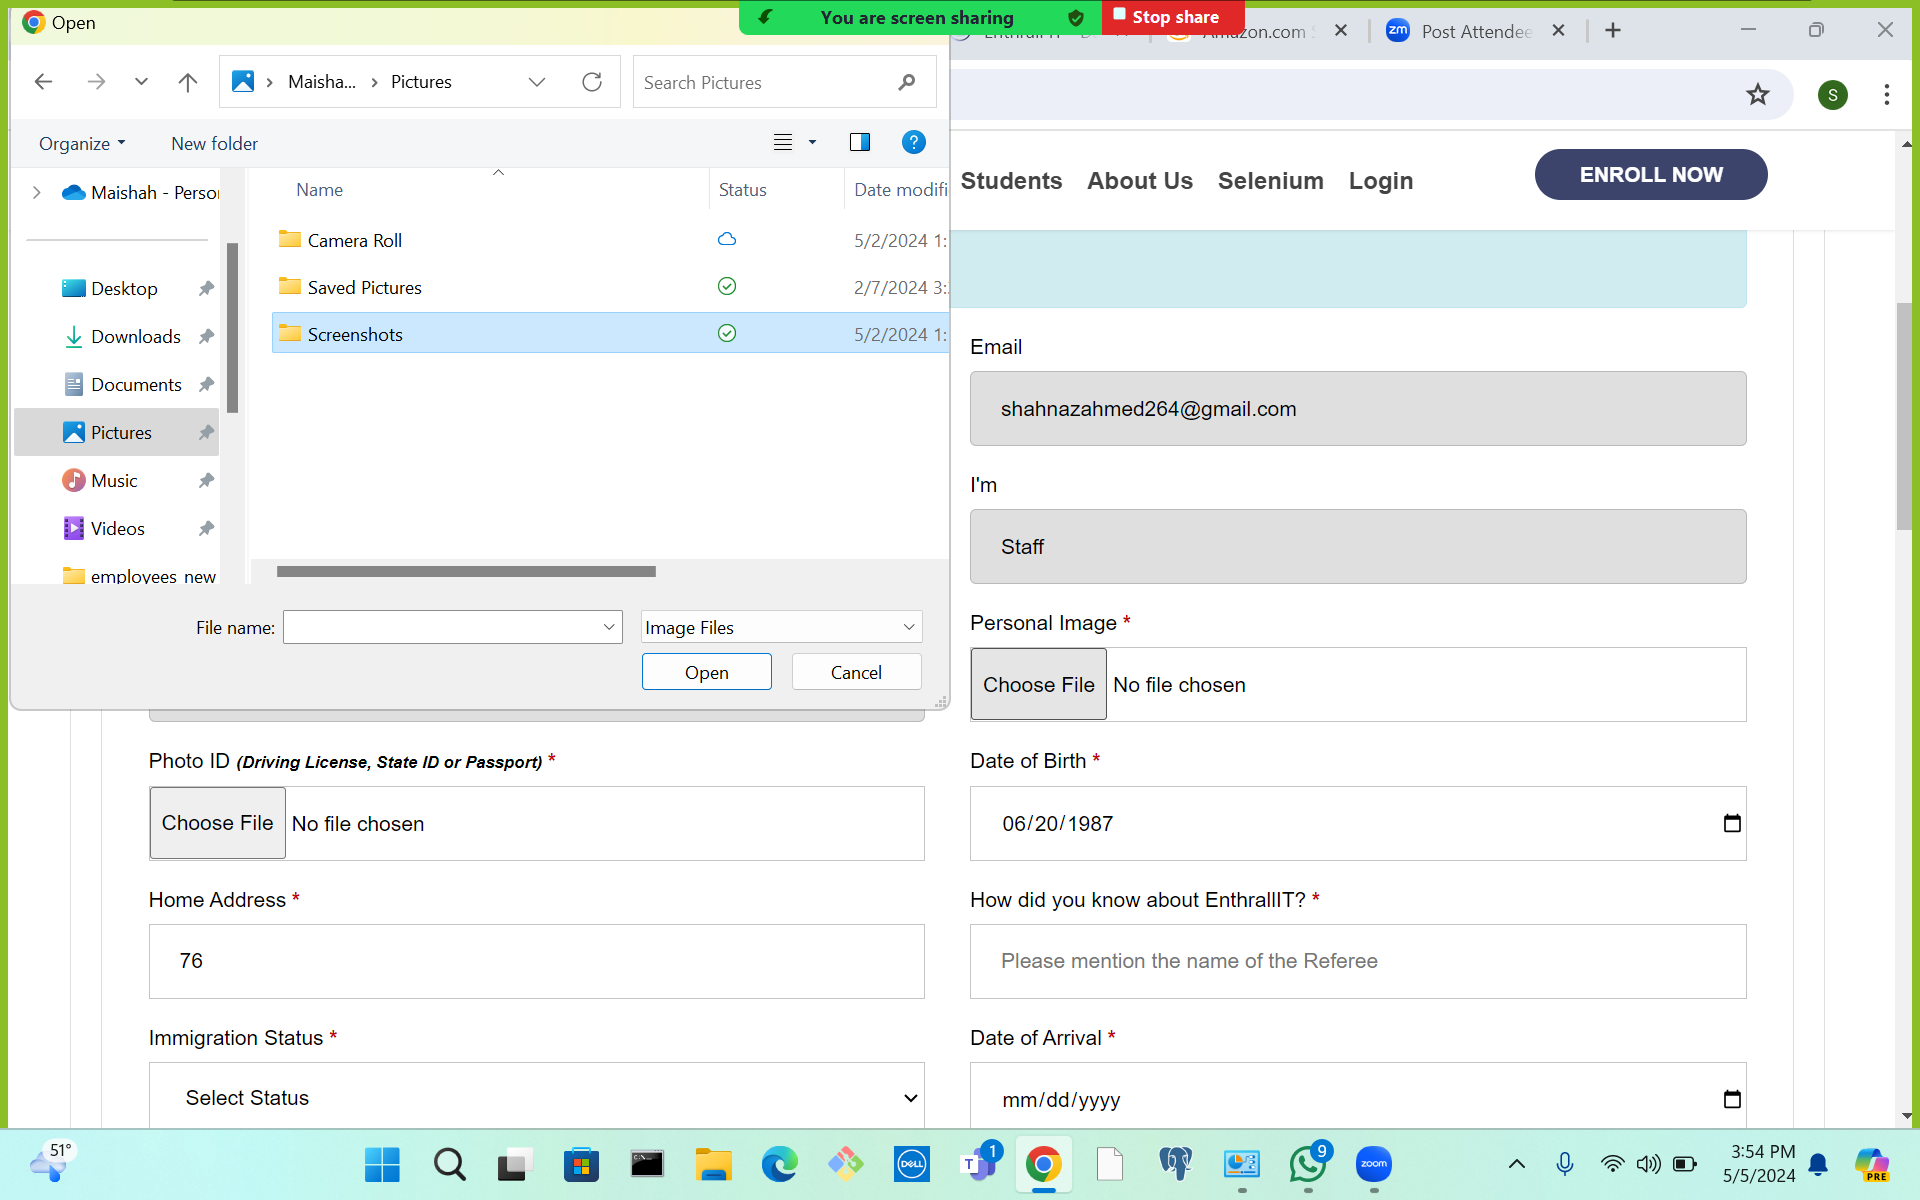 Open
You are screen sharing
Stop share
Amazon.com S
zm
Post Attendee
Maisha...
Pictures
Search Pictures
S
Organize
New folder
?
Students
About Us
Selenium
Login
ENROLL NOW
Maishah - Person
Name
Status
Date modifi
Camera Roll
5/2/2024 1:
Saved Pictures
2/7/2024 3:
Screenshots
5/2/2024 1:
Desktop
Downloads
Documents
Pictures
Music
Videos
employees new
File name:
Image Files
Open
Cancel
Email
shahnazahmed264@gmail.com
I'm
Staff
Personal Image *
Choose File
No file chosen
Photo ID (Driving License, State ID or Passport) *
Choose File
No file chosen
Date of Birth *
06/20/1987
Home Address *
76
How did you know about EnthrallIT? *
Please mention the name of the Referee
Immigration Status *
Select Status
Date of Arrival *
mm/dd/yyyy
51°
DELL
T
1
9
zoom
3:54 PM
5/5/2024
PRE